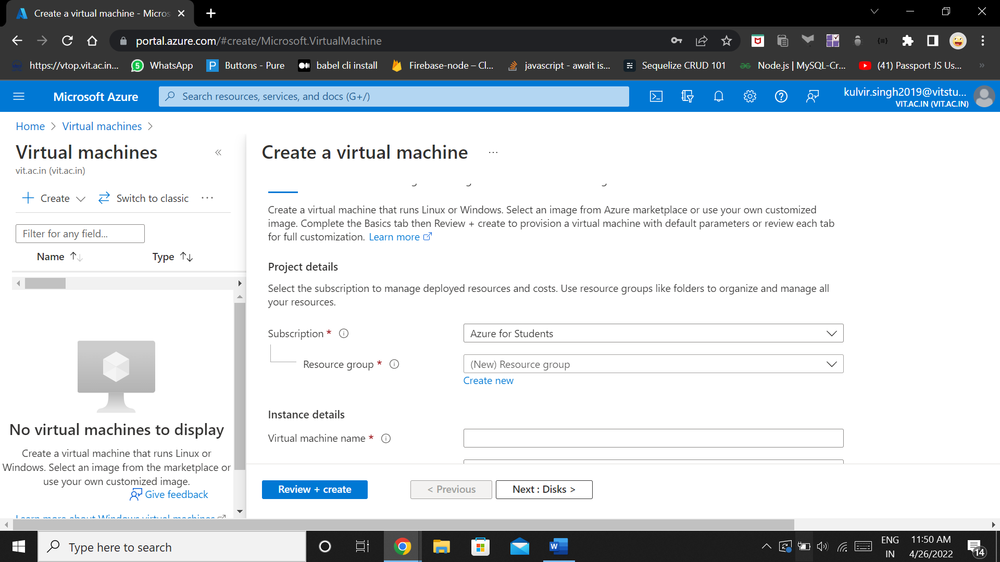 Create a virtual machine - Micros
portal.azure.com/#create/Microsoft.VirtualMachine
https://vtop.vit.ac.in...
WhatsApp
Buttons - Pure
babel cli install
Firebase-node – Cl...
javascript - await is...
Sequelize CRUD 101
Node.js | MySQL-Cr...
(41) Passport JS Us...
»
Microsoft Azure
Search resources, services, and docs (G+/)
kulvir.singh2019@vitstu...
VIT.AC.IN (VIT.AC.IN)
Home > Virtual machines >
Virtual machines
«
vit.ac.in (vit.ac.in)
+ Create
Switch to classic
...
Filter for any field...
Name
Type
No virtual machines to display
Create a virtual machine that runs Linux or
Windows. Select an image from the marketplace or
use your own customized image.
Give feedback
Learn more about Windows virtual machines
Create a virtual machine
...
Create a virtual machine that runs Linux or Windows. Select an image from Azure marketplace or use your own customized
image. Complete the Basics tab then Review + create to provision a virtual machine with default parameters or review each tab
for full customization. Learn more
Project details
Select the subscription to manage deployed resources and costs. Use resource groups like folders to organize and manage all
your resources.
Subscription *
Azure for Students
Resource group *
(New) Resource group
Create new
Instance details
Virtual machine name *
Review + create
< Previous
Next : Disks >
Type here to search
ENG
IN
11:50 AM
4/26/2022
14